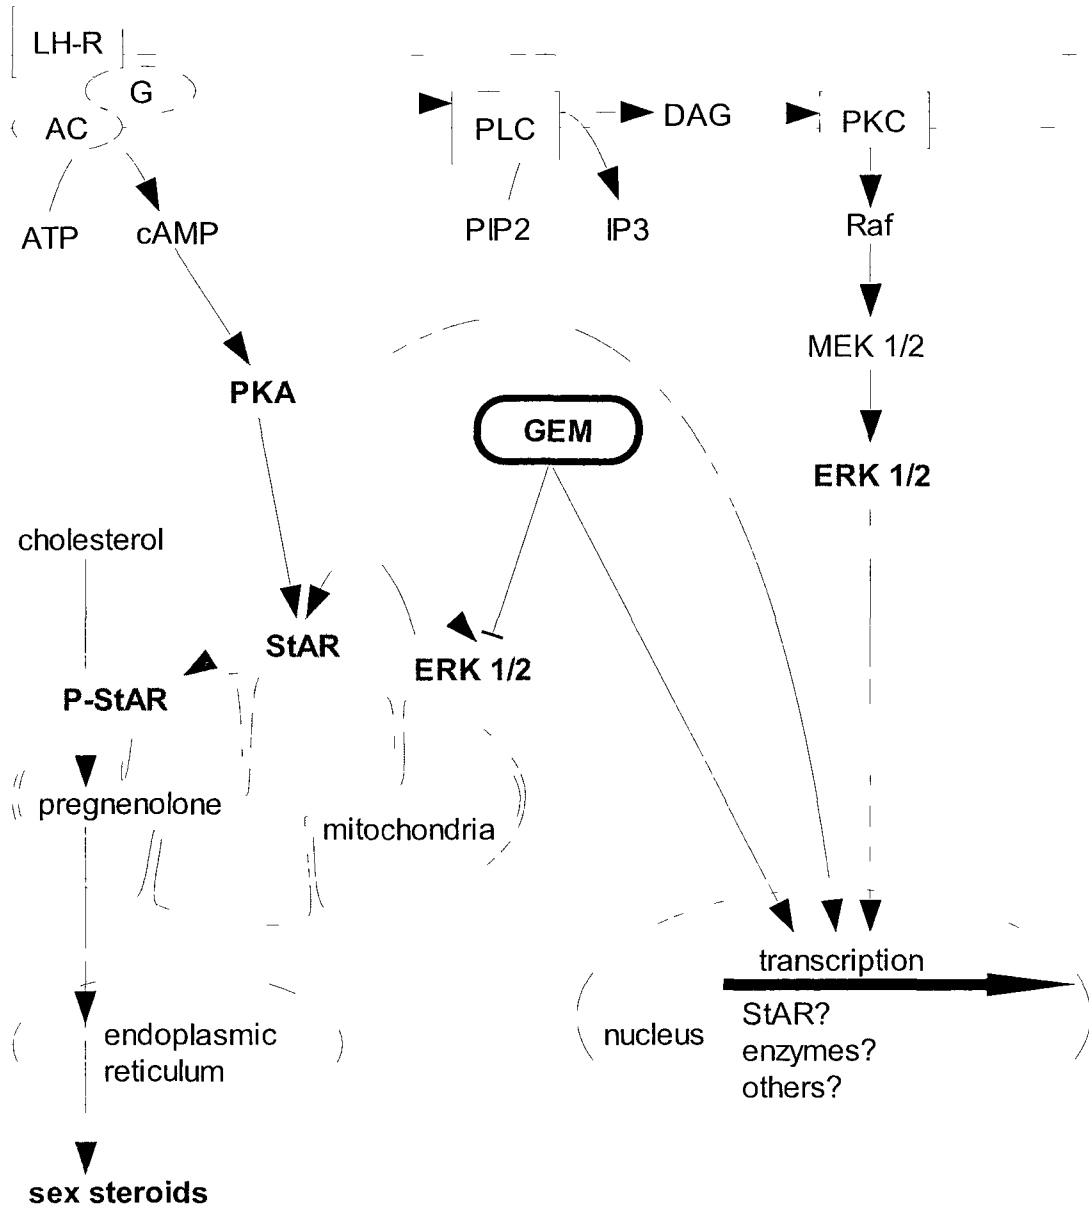 LH-R
G
AC
PLC
DAG
PKC
ATP
cAMP
PIP2
IP3
Raf
MEK 1/2
PKA
GEM
ERK 1/2
cholesterol
StAR
ERK 1/2
P-StAR
pregnenolone
mitochondria
transcription
StAR?
nucleus
enzymes?
others?
endoplasmic
reticulum
sex steroids